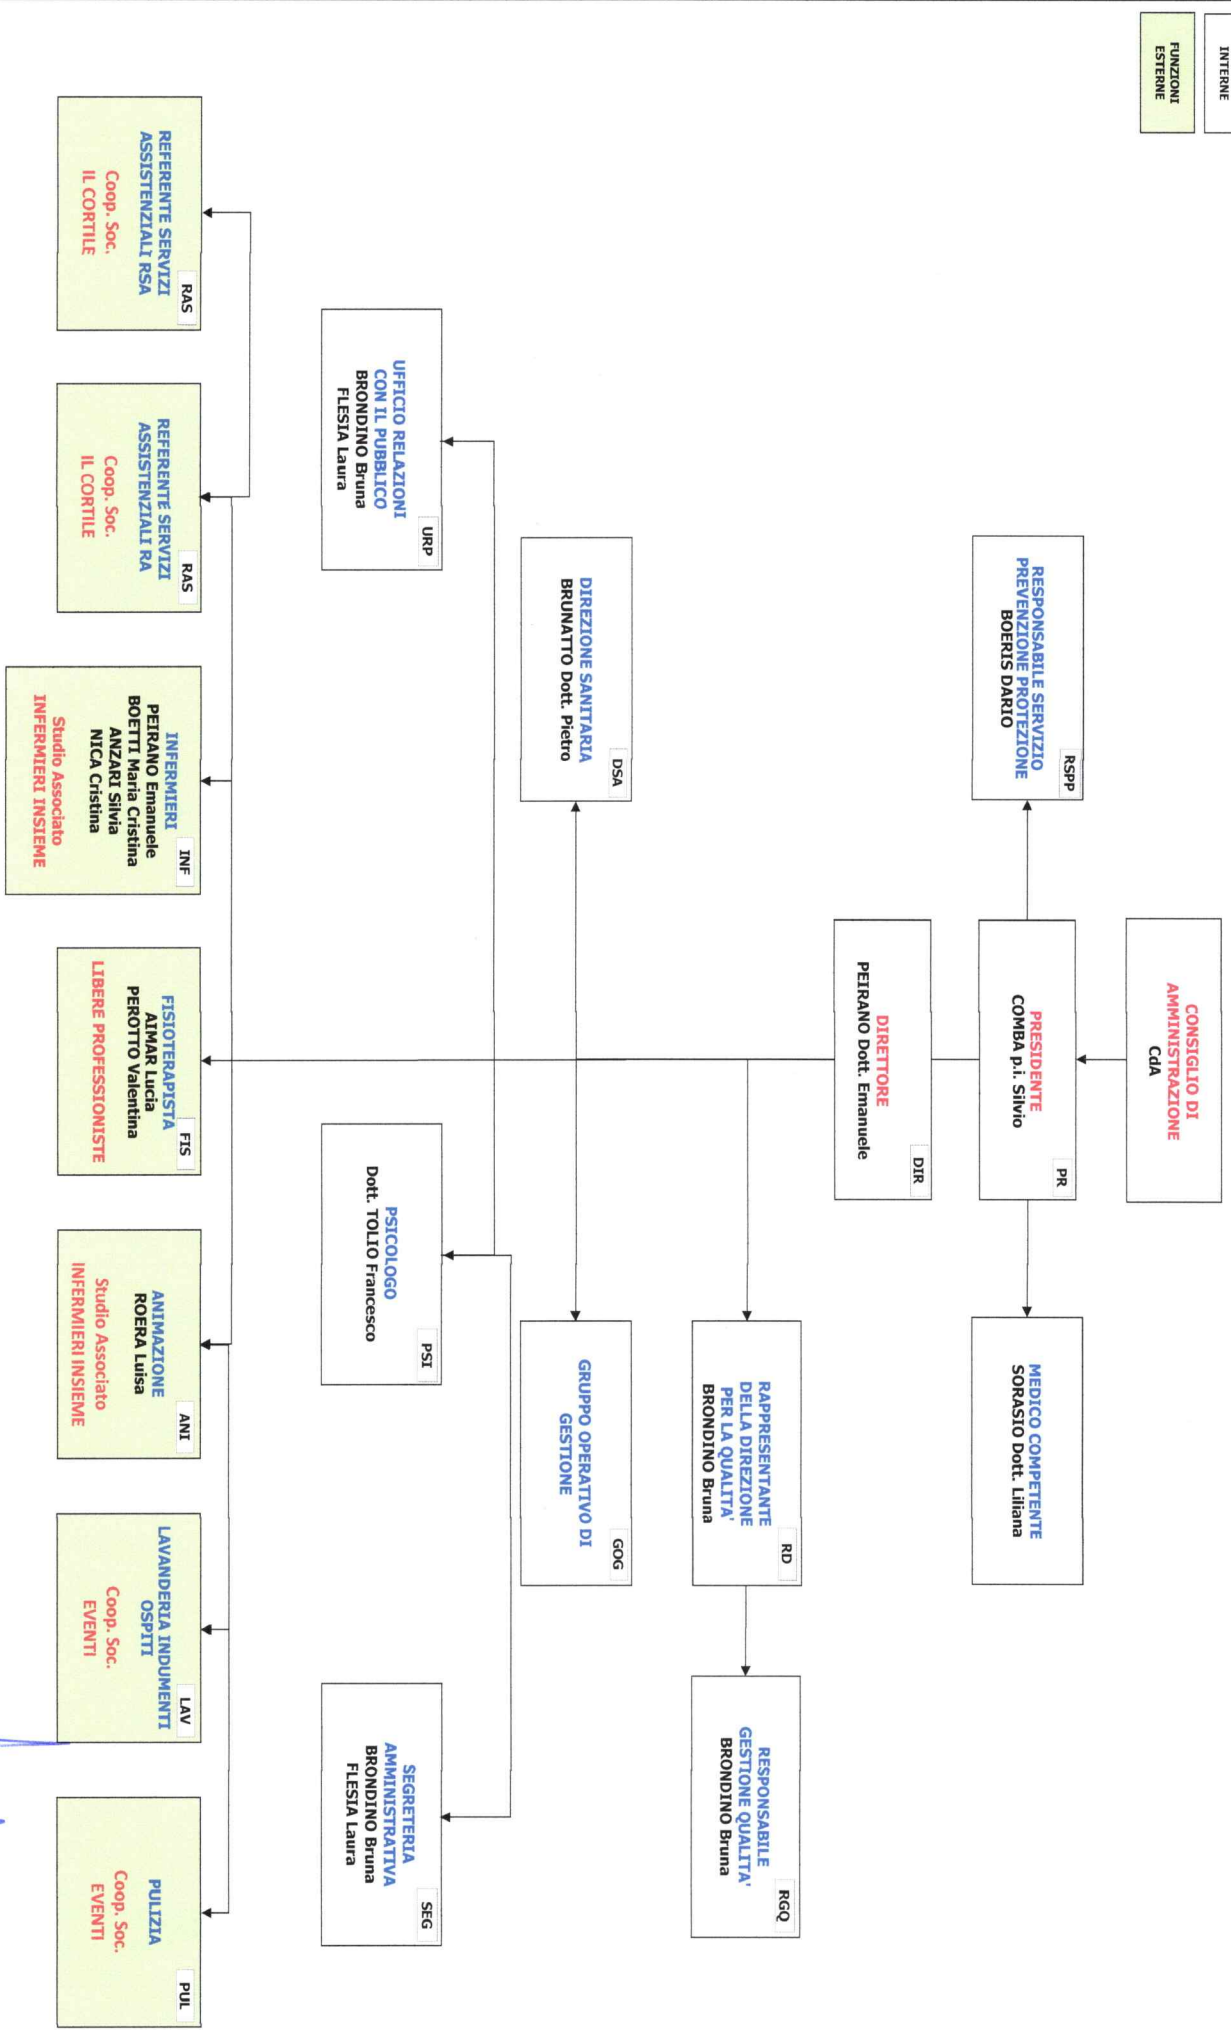 INTERNE
FUNZIONI
ESTERNE
CONSIGLIO DI
AMMINISTRAZIONE
CdA
RSPP
RESPONSABILE SERVIZIO
PREVENZIONE PROTEZIONE
BOERIS DARIO
PR
PRESIDENTE
COMBA p.i. Silvio
MEDICO COMPETENTE
SORASIO Dott. Liliana
DIR
DIRETTORE
PEIRANO Dott. Emanuele
RD
RAPPRESENTANTE
DELLA DIREZIONE
PER LA QUALITA'
BRONDINO Bruna
RGQ
RESPONSABILE
GESTIONE QUALITA'
BRONDINO Bruna
DSA
DIREZIONE SANITARIA
BRUNATTO Dott. Pietro
GOG
GRUPPO OPERATIVO DI
GESTIONE
URP
UFFICIO RELAZIONI
CON IL PUBBLICO
BRONDINO Bruna
FLESIA Laura
PSI
PSICOLOGO
Dott. TOLIO Francesco
SEG
SEGRETERIA
AMMINISTRATIVA
BRONDINO Bruna
FLESIA Laura
RAS
REFERENTE SERVIZI
ASSISTENZIALI RSA
Coop. Soc.
IL CORTILE
RAS
REFERENTE SERVIZI
ASSISTENZIALI RA
Coop. Soc.
IL CORTILE
INF
INFERMIERI
PEIRANO Emanuele
BOETTI Maria Cristina
ANZARI Silvia
NICA Cristina
Studio Associato
INFERMIERI INSIEME
FIS
FISIOTERAPISTA
AIMAR Lucia
PEROTTO Valentina
LIBERE PROFESSIONISTE
ANI
ANIMAZIONE
ROERA Luisa
Studio Associato
INFERMIERI INSIEME
LAV
LAVANDERIA INDUMENTI
OSPITI
Coop. Soc.
EVENTI
PUL
PULIZIA
Coop. Soc.
EVENTI